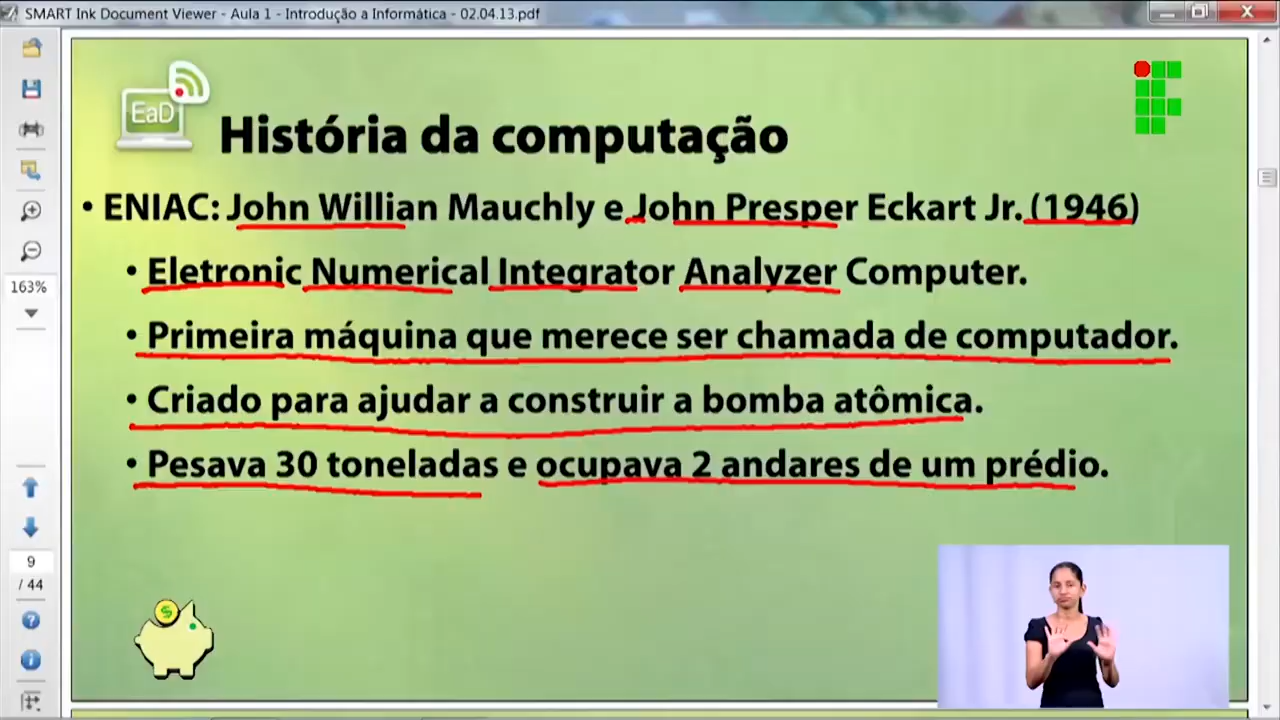 SMART Ink Document Viewer - Aula 1 - Introdução a Informática - 02.04.13.pdf
EaD
História da computação
• ENIAC: John Willian Mauchly e John Presper Eckart Jr. (1946)
• Eletronic Numerical Integrator Analyzer Computer.
• Primeira máquina que merece ser chamada de computador.
• Criado para ajudar a construir a bomba atômica.
• Pesava 30 toneladas e ocupava 2 andares de um prédio.
163%
9
/ 44
$